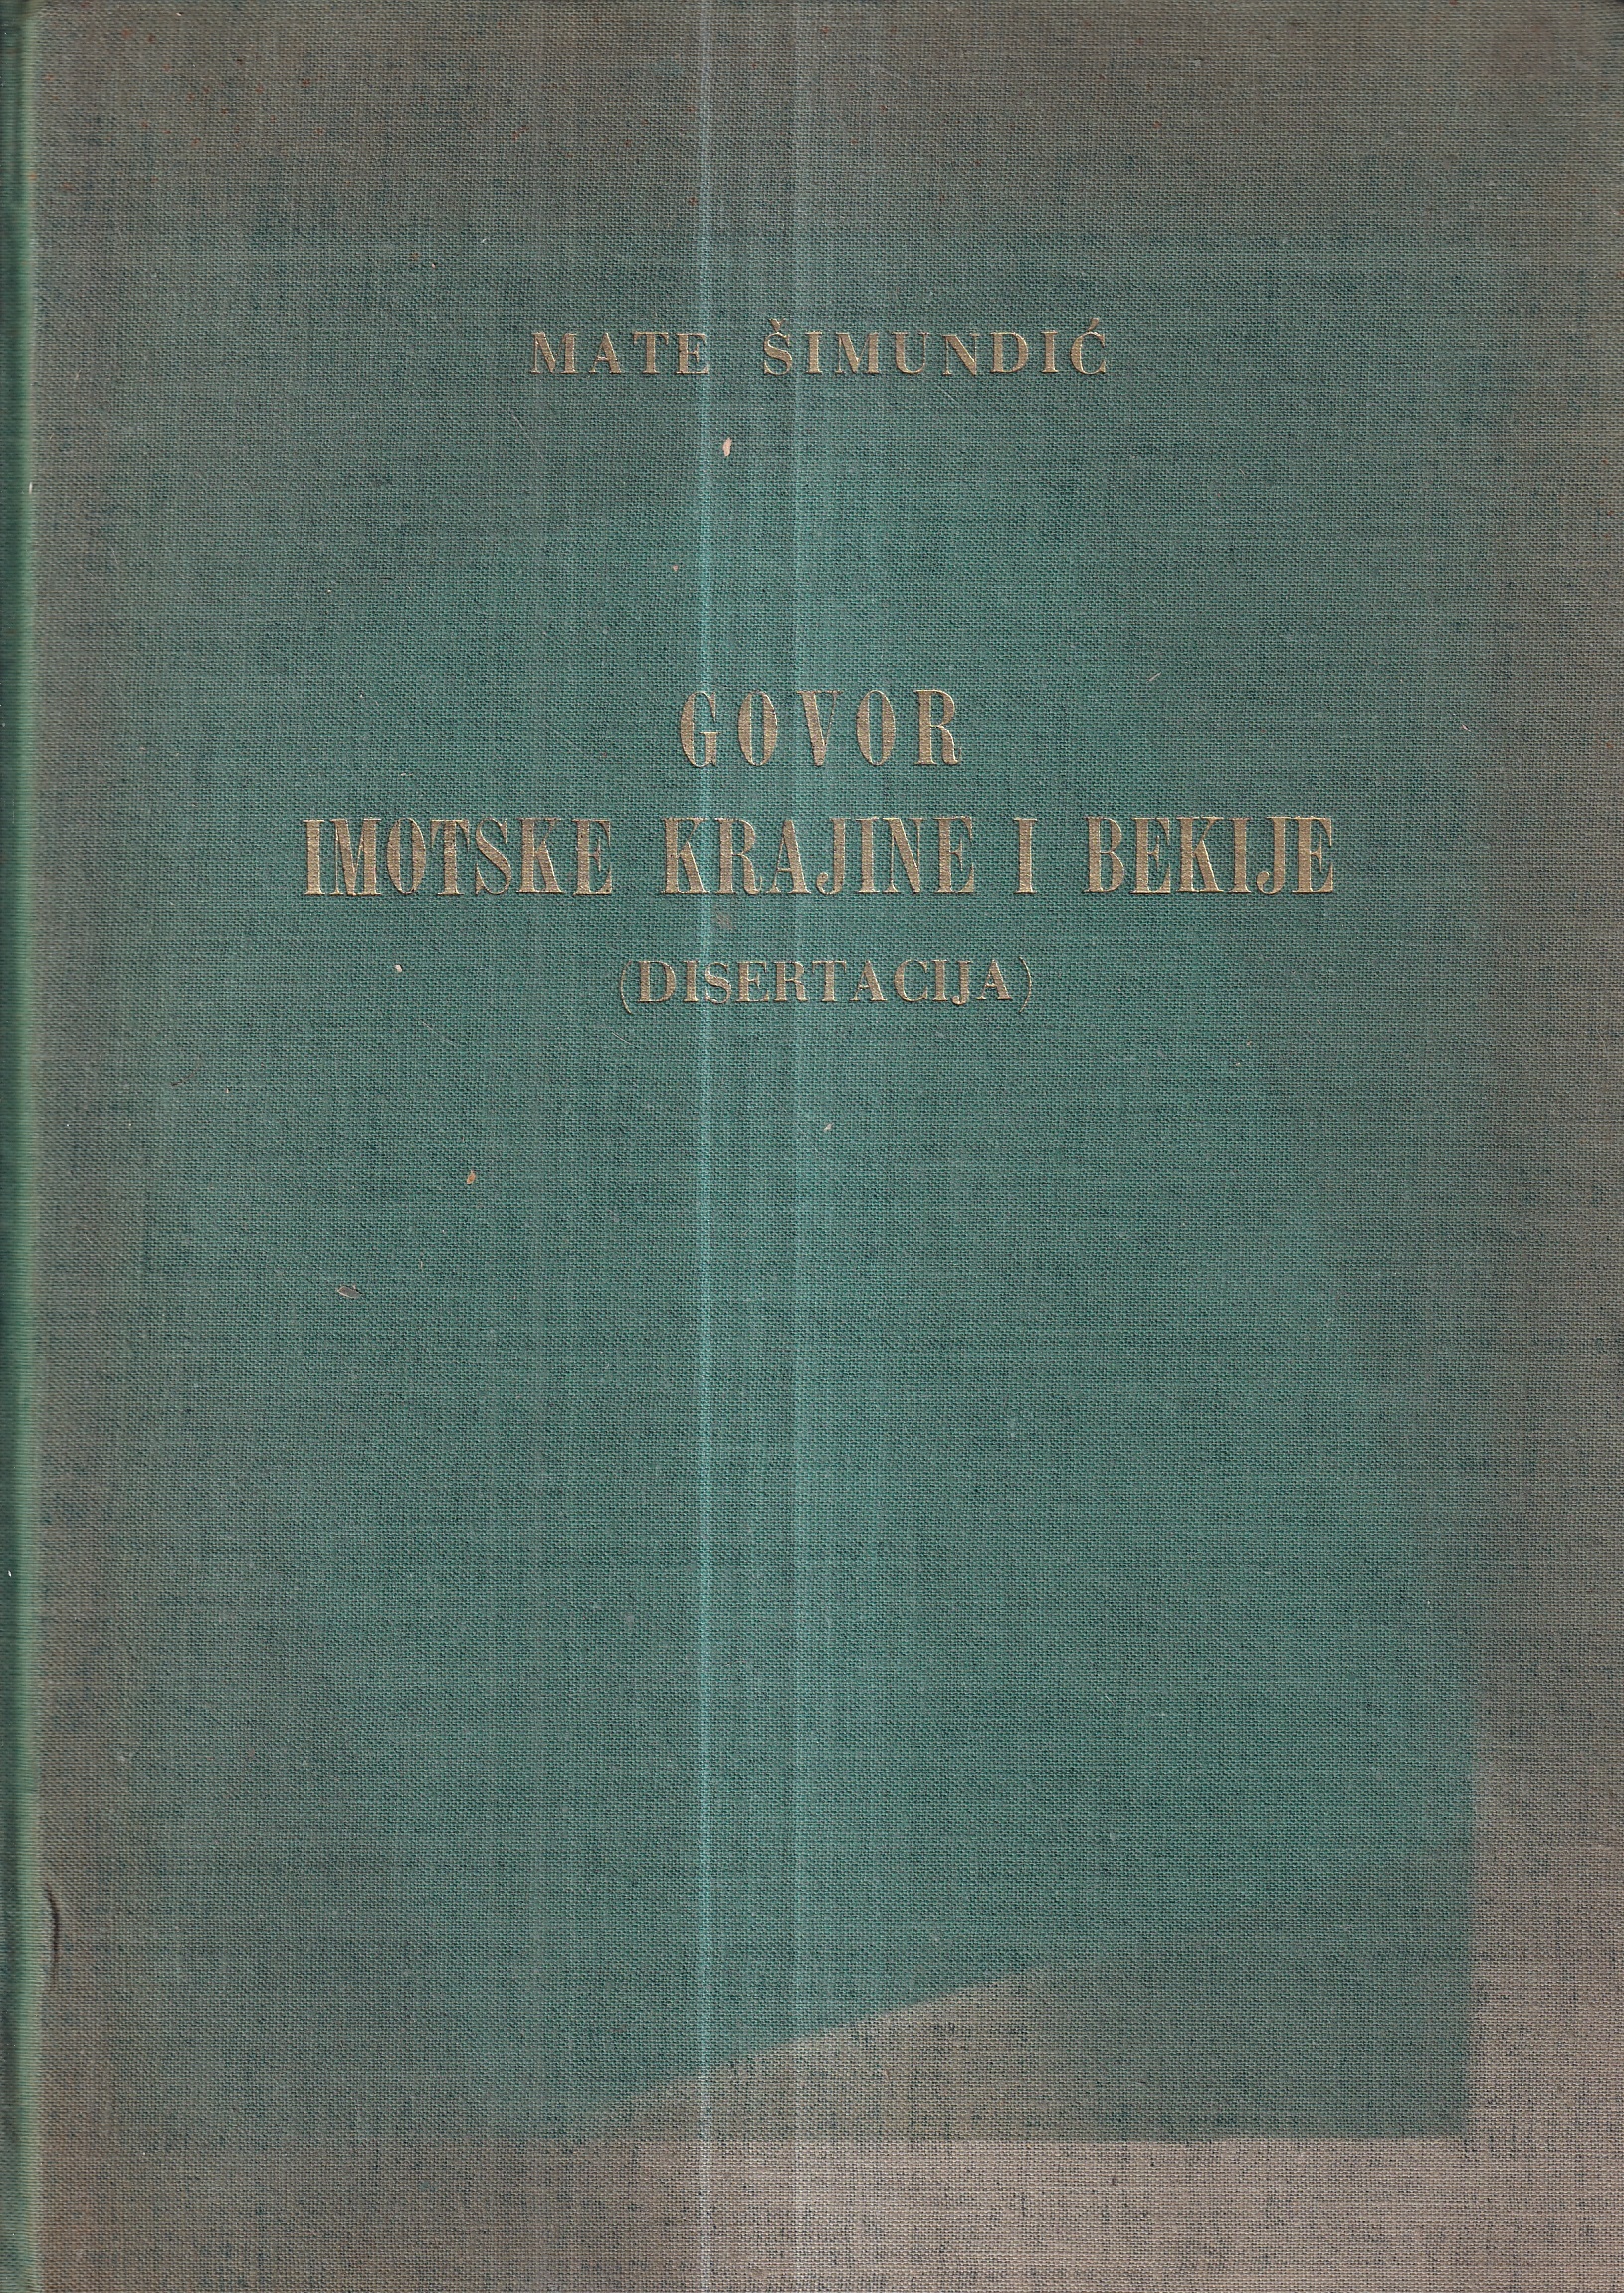 MATE ŠIMUNDIĆ
GOVOR
IMOTSKE KRAJINE I BEKIJE
(DISERTACIJA)